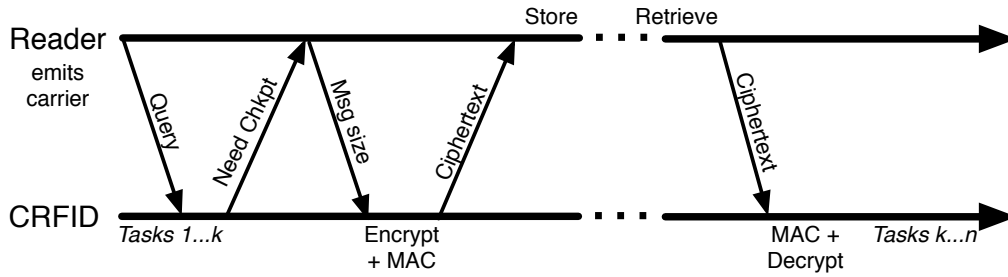 Store
Retrieve
Reader
emits
carrier
Query
Need Chkpt
Msg size
Ciphertext
Ciphertext
CRFID
Tasks 1...k
Encrypt
+ MAC
MAC +
Decrypt
Tasks k...n